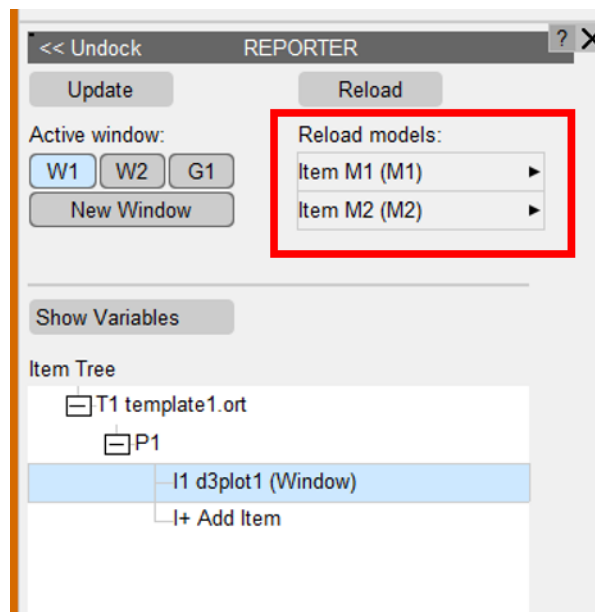 << Undock REPORTER ?
Update Reload
Active window: Reload models:
W1 W2 G1 Item M1 (M1)
New Window Item M2 (M2)
Show Variables
Item Tree
T1 template1.ort
P1
I1 d3plot1 (Window)
I+ Add Item